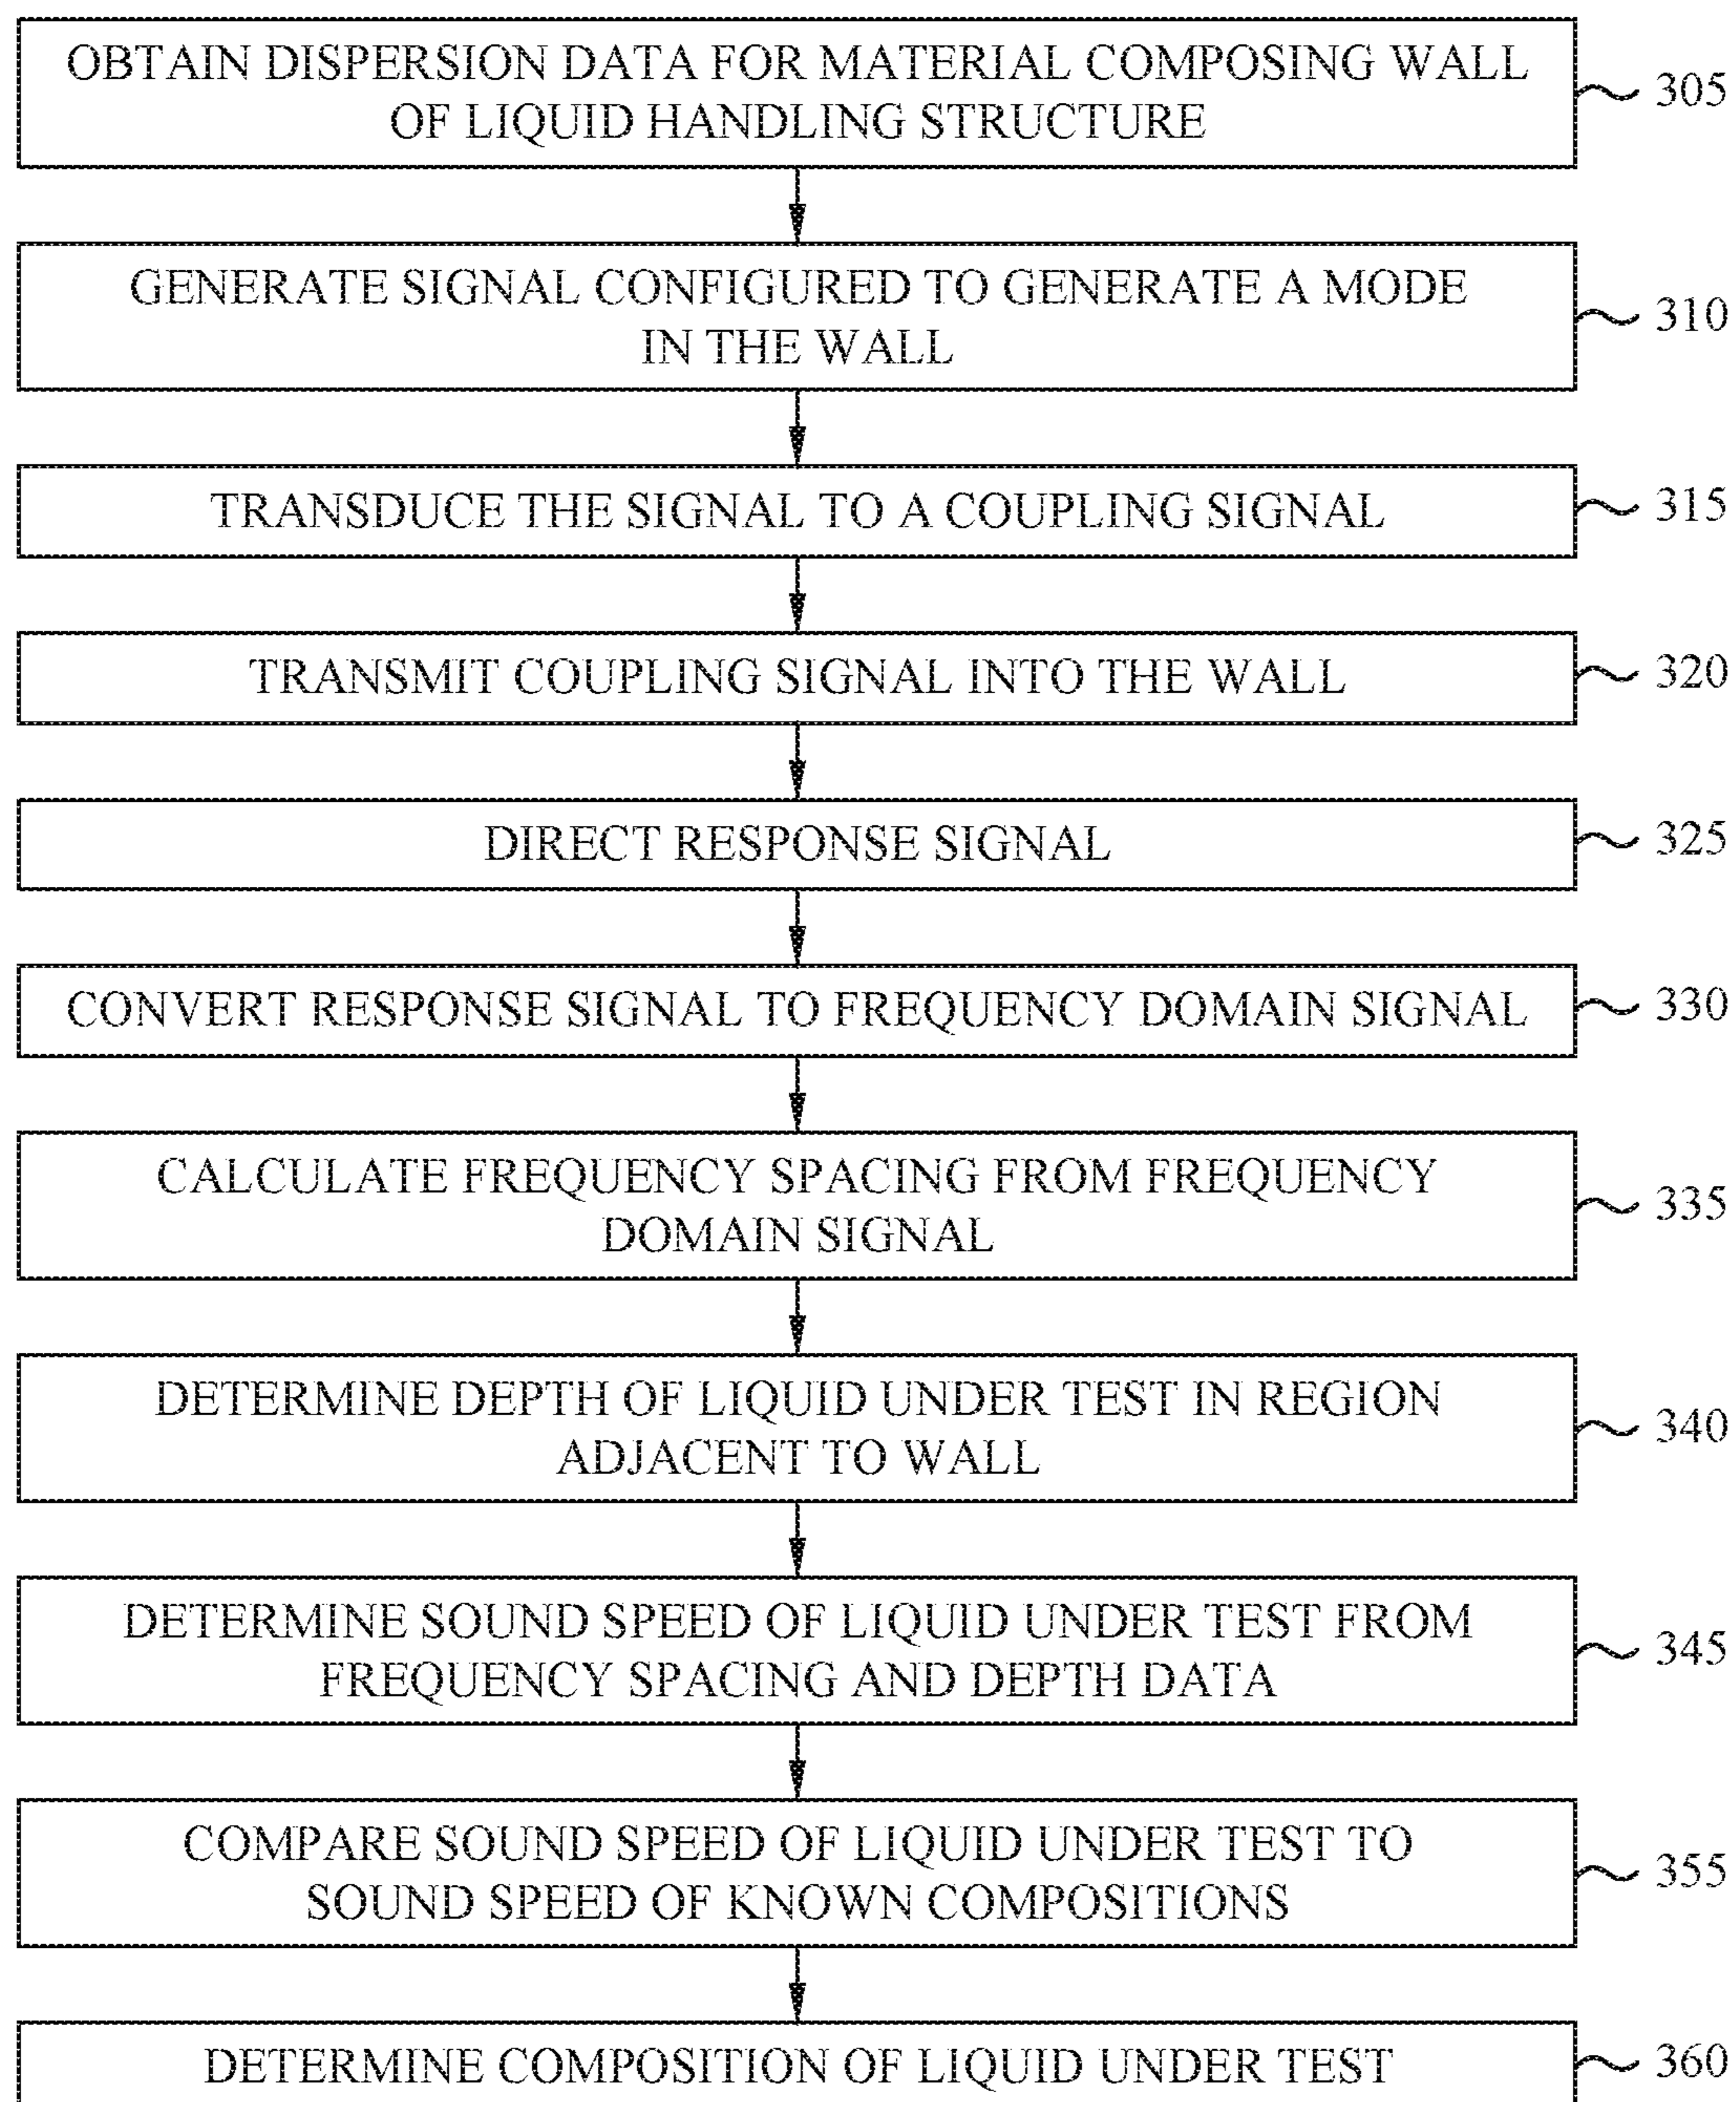 OBTAIN DISPERSION DATA FOR MATERIAL COMPOSING WALL
OF LIQUID HANDLING STRUCTURE
305
GENERATE SIGNAL CONFIGURED TO GENERATE A MODE
IN THE WALL
310
TRANSDUCE THE SIGNAL TO A COUPLING SIGNAL
315
TRANSMIT COUPLING SIGNAL INTO THE WALL
320
DIRECT RESPONSE SIGNAL
325
CONVERT RESPONSE SIGNAL TO FREQUENCY DOMAIN SIGNAL
330
CALCULATE FREQUENCY SPACING FROM FREQUENCY
DOMAIN SIGNAL
335
DETERMINE DEPTH OF LIQUID UNDER TEST IN REGION
ADJACENT TO WALL
340
DETERMINE SOUND SPEED OF LIQUID UNDER TEST FROM
FREQUENCY SPACING AND DEPTH DATA
345
COMPARE SOUND SPEED OF LIQUID UNDER TEST TO
SOUND SPEED OF KNOWN COMPOSITIONS
355
DETERMINE COMPOSITION OF LIQUID UNDER TEST
360